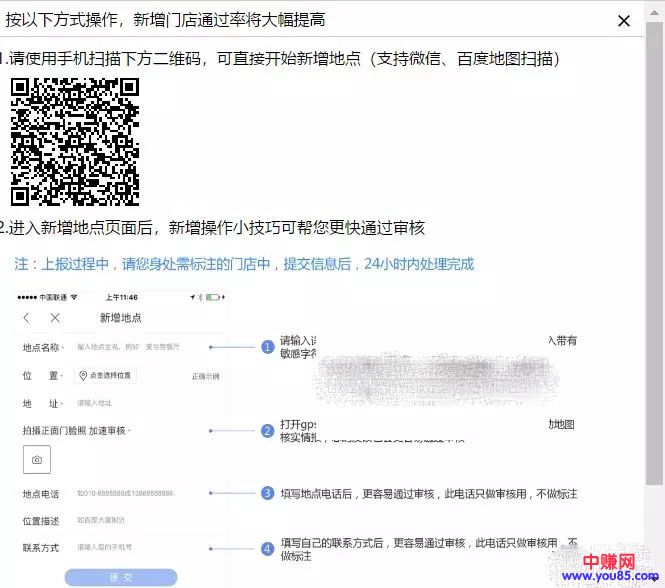 按以下方式操作，新增门店通过率将大幅提高
1.请使用手机扫描下方二维码，可直接开始新增地点（支持微信、百度地图扫描）
2.进入新增地点页面后，新增操作小技巧可帮您更快通过审核
注：上报过程中，请您身处需标注的门店中，提交信息后，24小时内处理完成
中国联通 上午11:46
新增地点
地点名称 输入地点全名，例如：麦当劳餐厅
1 请输入 入带有
敏感字符
位 置 点击选择位置 正确示例
地 址 请输入地址
2 打开gps 地图
核实情报
拍摄正面门脸照 加速审核
地点电话 如010-8888888或13888888888
3 填写地点电话后，更容易通过审核，此电话只做审核用，不做标注
位置描述 如百度大厦附近
联系方式 请输入您的手机号
4 填写自己的联系方式后，更容易通过审核，此电话只做审核用，不
做标注
提 交
中赚网
www.you85.com